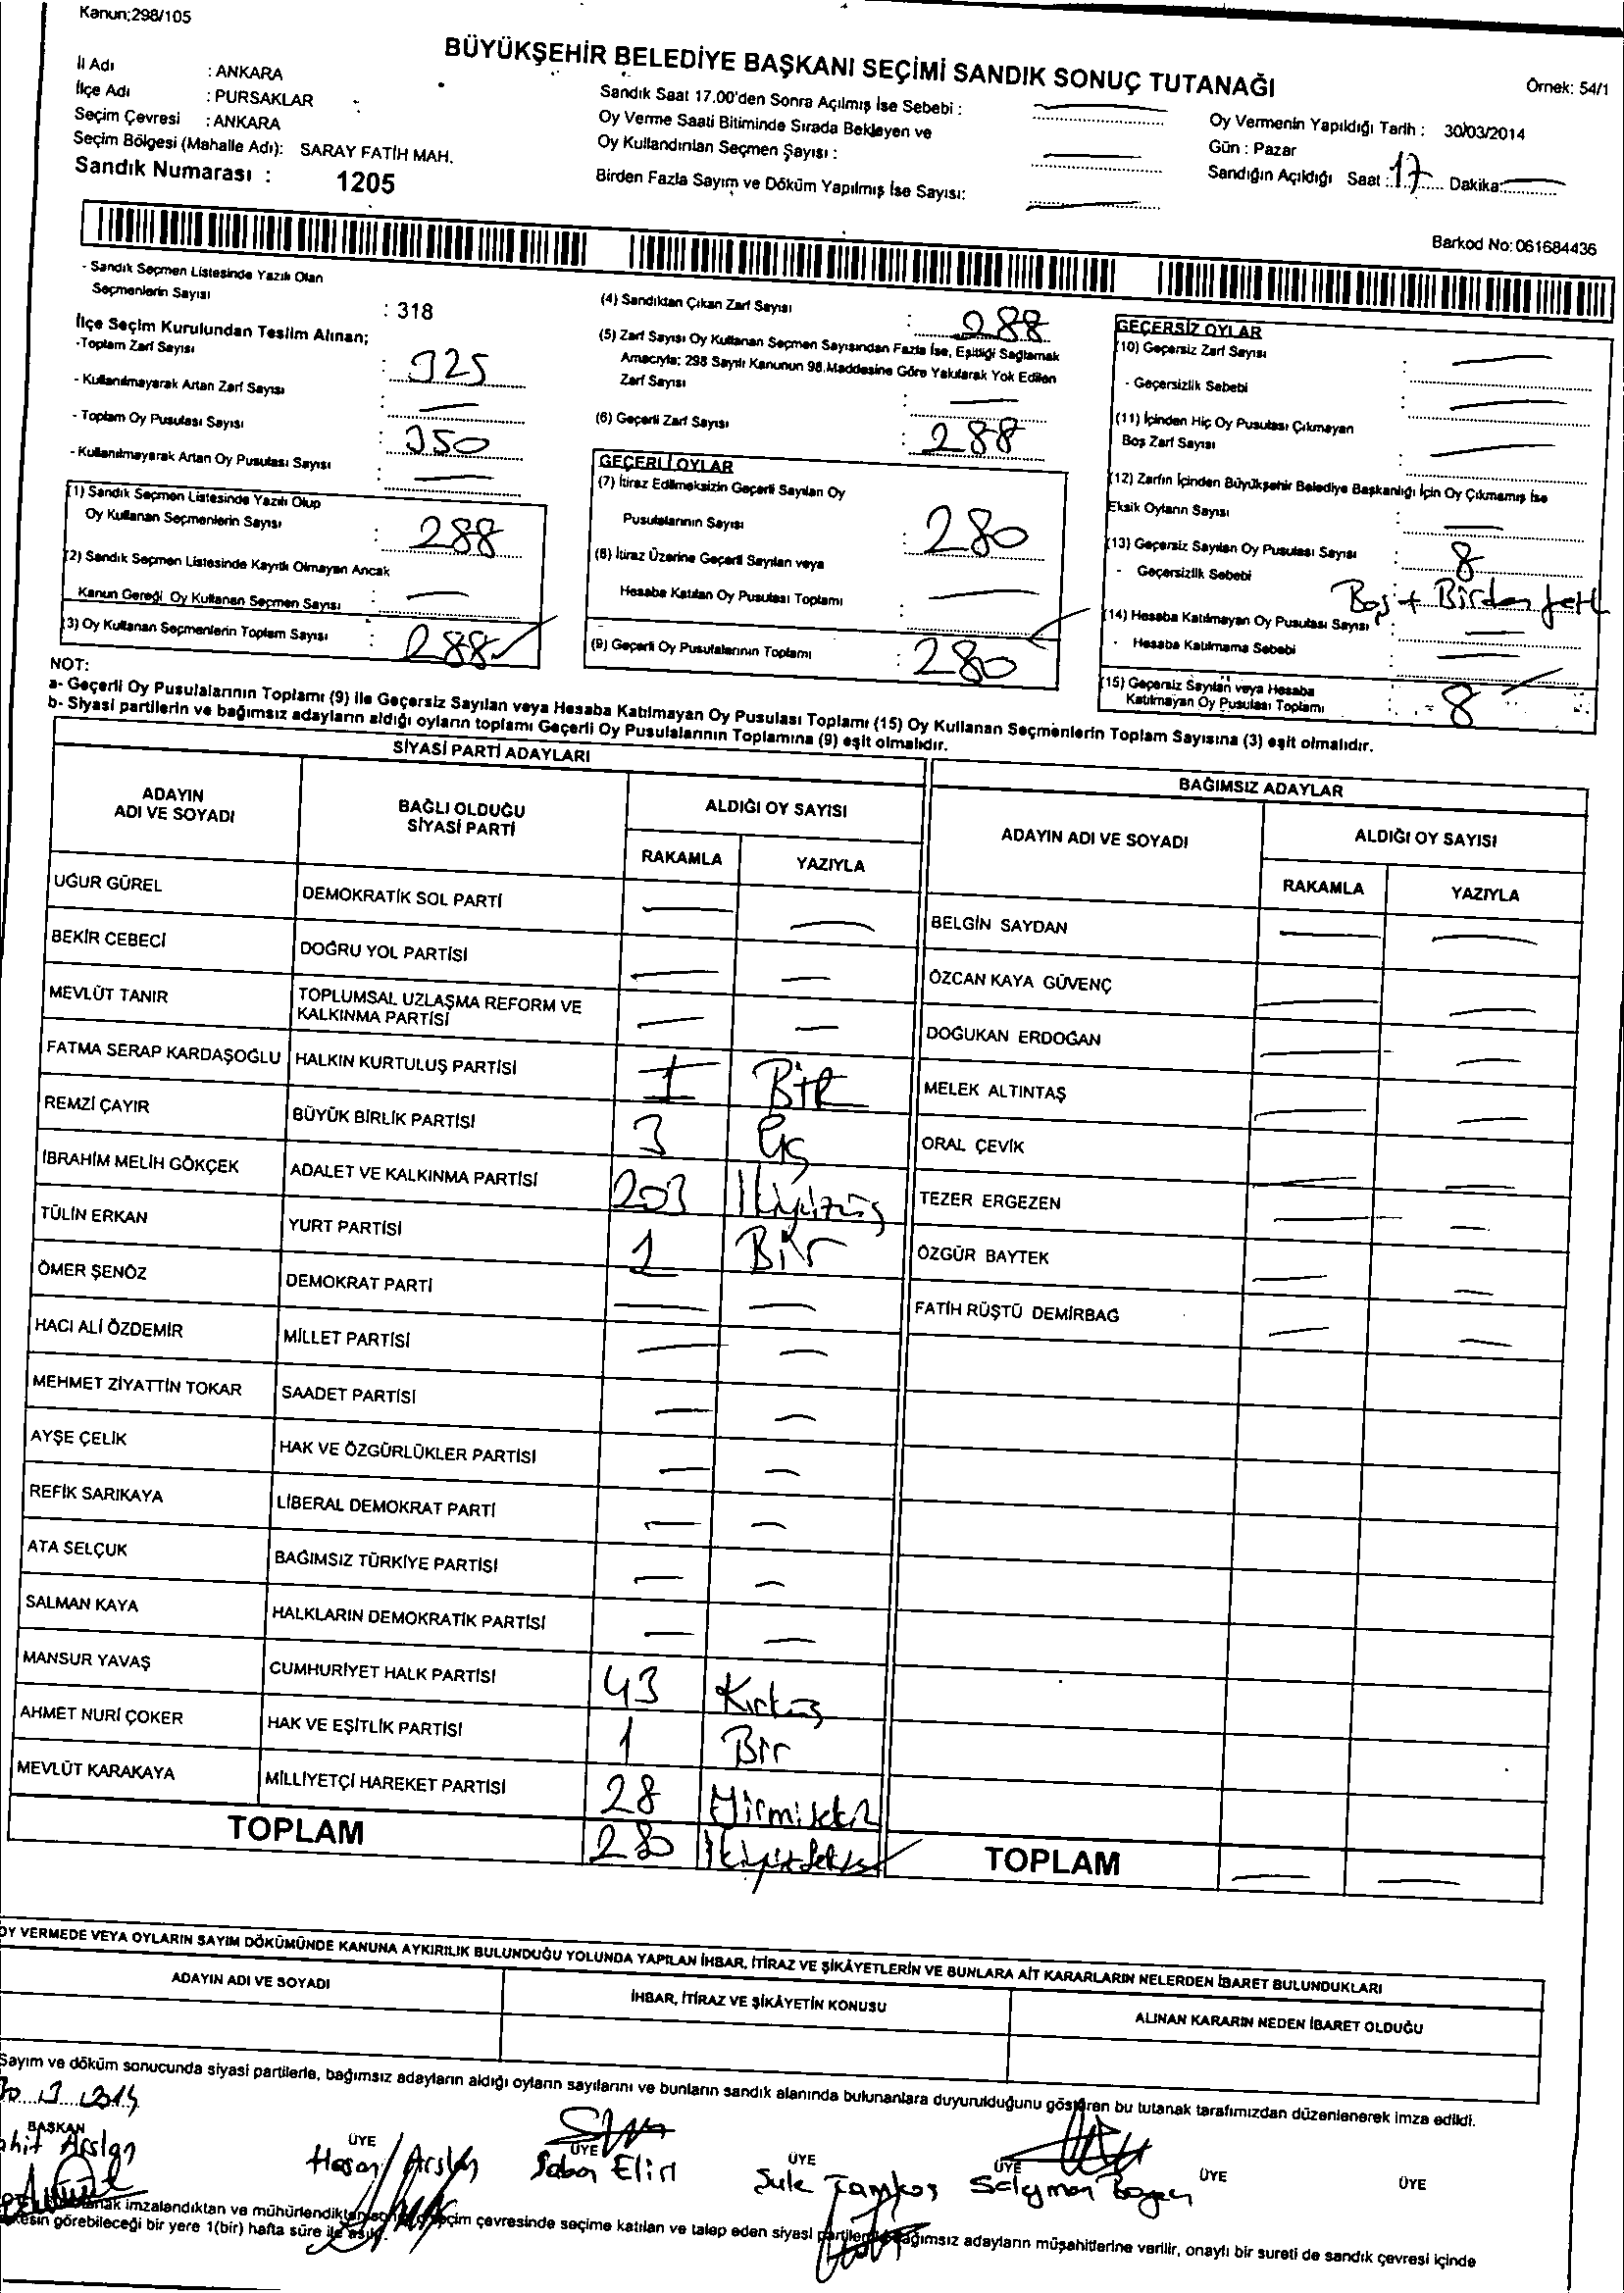 Kanun;298/105
BÜYÜKŞEHİR BELEDİYE BAŞKANI SEÇİMİ SANDIK SONUÇ TUTANAĞI
Örnek: 54/1
İl Adı : ANKARA
İlçe Adı : PURSAKLAR
Seçim Çevresi : ANKARA
Seçim Bölgesi (Mahalle Adı): SARAY FATİH MAH.
Sandık Numarası : 1205
Sandık Saat 17.00'den Sonra Açılmış İse Sebebi :
Oy Verme Saati Bitiminde Sırada Bekleyen ve
Oy Kullandırılan Seçmen Sayısı :
Birden Fazla Sayım ve Döküm Yapılmış İse Sayısı:
Oy Vermenin Yapıldığı Tarih : 30/03/2014
Gün : Pazar
Sandığın Açıldığı Saat : 17 Dakika:
Barkod No: 061684436
- Sandık Seçmen Listesinde Yazılı Olan
Seçmenlerin Sayısı : 318
İlçe Seçim Kurulundan Teslim Alınan;
-Toplam Zarf Sayısı : 325
- Kullanılmayarak Artan Zarf Sayısı : —
- Toplam Oy Pusulası Sayısı : 350
- Kullanılmayarak Artan Oy Pusulası Sayısı : —
(1) Sandık Seçmen Listesinde Yazılı Olup
Oy Kullanan Seçmenlerin Sayısı : 288
(2) Sandık Seçmen Listesinde Kayıtlı Olmayan Ancak
Kanun Gereği Oy Kullanan Seçmen Sayısı : —
(3) Oy Kullanan Seçmenlerin Toplam Sayısı : 288
(4) Sandıktan Çıkan Zarf Sayısı : 288
(5) Zarf Sayısı Oy Kullanan Seçmen Sayısından Fazla İse, Eşitliği Sağlamak
Amacıyla; 298 Sayılı Kanunun 98.Maddesine Göre Yakılarak Yok Edilen
Zarf Sayısı : —
(6) Geçerli Zarf Sayısı : 288
GEÇERLİ OYLAR
(7) İtiraz Edilmeksizin Geçerli Sayılan Oy
Pusulalarının Sayısı : 280
(8) İtiraz Üzerine Geçerli Sayılan veya
Hesaba Katılan Oy Pusulası Toplamı : —
(9) Geçerli Oy Pusulalarının Toplamı : 280
GEÇERSİZ OYLAR
(10) Geçersiz Zarf Sayısı : —
- Geçersizlik Sebebi : —
(11) İçinden Hiç Oy Pusulası Çıkmayan
Boş Zarf Sayısı : —
(12) Zarfın İçinden Büyükşehir Belediye Başkanlığı İçin Oy Çıkmamış İse
Eksik Oyların Sayısı : —
(13) Geçersiz Sayılan Oy Pusulası Sayısı : 8
- Geçersizlik Sebebi Boş + Birden
(14) Hesaba Katılmayan Oy Pusulası Sayısı : —
- Hesaba Katılmama Sebebi : —
(15) Geçersiz Sayılan veya Hesaba
Katılmayan Oy Pusulası Toplamı : 8
NOT:
a- Geçerli Oy Pusulalarının Toplamı (9) ile Geçersiz Sayılan veya Hesaba Katılmayan Oy Pusulası Toplamı (15) Oy Kullanan Seçmenlerin Toplam Sayısına (3) eşit olmalıdır.
b- Siyasi partilerin ve bağımsız adayların aldığı oyların toplamı Geçerli Oy Pusulalarının Toplamına (9) eşit olmalıdır.
SİYASİ PARTİ ADAYLARI
ADAYIN ADI VE SOYADI BAĞLI OLDUĞU SİYASİ PARTİ ALDIĞI OY SAYISI
RAKAMLA YAZIYLA
UĞUR GÜREL DEMOKRATİK SOL PARTİ — —
BEKİR CEBECİ DOĞRU YOL PARTİSİ — —
MEVLÜT TANIR TOPLUMSAL UZLAŞMA REFORM VE KALKINMA PARTİSİ — —
FATMA SERAP KARDAŞOĞLU HALKIN KURTULUŞ PARTİSİ 1 BİR
REMZİ ÇAYIR BÜYÜK BİRLİK PARTİSİ 3 Üç
İBRAHİM MELİH GÖKÇEK ADALET VE KALKINMA PARTİSİ 203 İkiyüzüç
TÜLİN ERKAN YURT PARTİSİ 1 Bir
ÖMER ŞENÖZ DEMOKRAT PARTİ — —
HACI ALİ ÖZDEMİR MİLLET PARTİSİ — —
MEHMET ZİYATTİN TOKAR SAADET PARTİSİ — —
AYŞE ÇELİK HAK VE ÖZGÜRLÜKLER PARTİSİ — —
REFİK SARIKAYA LİBERAL DEMOKRAT PARTİ — —
ATA SELÇUK BAĞIMSIZ TÜRKİYE PARTİSİ — —
SALMAN KAYA HALKLARIN DEMOKRATİK PARTİSİ — —
MANSUR YAVAŞ CUMHURİYET HALK PARTİSİ 43 Kırküç
AHMET NURİ ÇOKER HAK VE EŞİTLİK PARTİSİ 1 Bir
MEVLÜT KARAKAYA MİLLİYETÇİ HAREKET PARTİSİ 28 Yirmisekiz
TOPLAM 280 İkiyüzseksen
BAĞIMSIZ ADAYLAR
ADAYIN ADI VE SOYADI ALDIĞI OY SAYISI
RAKAMLA YAZIYLA
BELGİN SAYDAN — —
ÖZCAN KAYA GÜVENÇ — —
DOĞUKAN ERDOĞAN — —
MELEK ALTINTAŞ — —
ORAL ÇEVİK — —
TEZER ERGEZEN — —
ÖZGÜR BAYTEK — —
FATİH RÜŞTÜ DEMİRBAĞ — —
TOPLAM — —
OY VERMEDE VEYA OYLARIN SAYIM DÖKÜMÜNDE KANUNA AYKIRILIK BULUNDUĞU YOLUNDA YAPILAN İHBAR, İTİRAZ VE ŞİKÂYETLERİN VE BUNLARA AİT KARARLARIN NELERDEN İBARET BULUNDUKLARI
ADAYIN ADI VE SOYADI İHBAR, İTİRAZ VE ŞİKÂYETİN KONUSU ALINAN KARARIN NEDEN İBARET OLDUĞU
Sayım ve döküm sonucunda siyasi partilerle, bağımsız adayların aldığı oyların sayılarını ve bunların sandık alanında bulunanlara duyurulduğunu gösteren bu tutanak tarafımızdan düzenlenerek imza edildi.
BAŞKAN ÜYE ÜYE ÜYE ÜYE ÜYE ÜYE
Arslan Hasan Arslan Şaban Şule Süleyman
tutanak imzalandıktan ve mühürlendikten seçim çevresinde seçime katılan ve talep eden siyasi bağımsız adayların müşahitlerine verilir, onaylı bir sureti de sandık çevresi içinde
görebileceği bir yere 1(bir) hafta süre ile asılır.